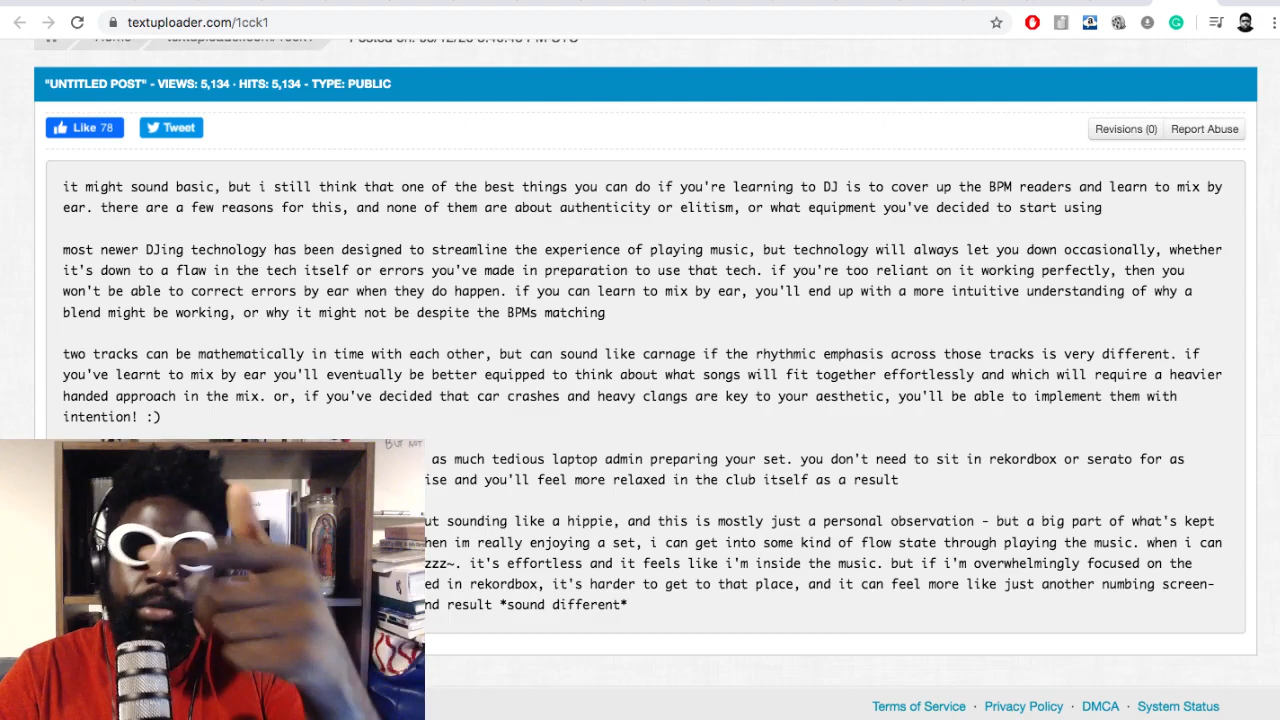 textuploader.com/1cck1
"UNTITLED POST" - VIEWS: 5,134 · HITS: 5,134 - TYPE: PUBLIC
Like 78
Tweet
Revisions (0)
Report Abuse
it might sound basic, but i still think that one of the best things you can do if you're learning to DJ is to cover up the BPM readers and learn to mix by
ear. there are a few reasons for this, and none of them are about authenticity or elitism, or what equipment you've decided to start using
most newer DJing technology has been designed to streamline the experience of playing music, but technology will always let you down occasionally, whether
it's down to a flaw in the tech itself or errors you've made in preparation to use that tech. if you're too reliant on it working perfectly, then you
won't be able to correct errors by ear when they do happen. if you can learn to mix by ear, you'll end up with a more intuitive understanding of why a
blend might be working, or why it might not be despite the BPMs matching
two tracks can be mathematically in time with each other, but can sound like carnage if the rhythmic emphasis across those tracks is very different. if
you've learnt to mix by ear you'll eventually be better equipped to think about what songs will fit together effortlessly and which will require a heavier
handed approach in the mix. or, if you've decided that car crashes and heavy clangs are key to your aesthetic, you'll be able to implement them with
intention! :)
BUT NOT
as much tedious laptop admin preparing your set. you don't need to sit in rekordbox or serato for as
ise and you'll feel more relaxed in the club itself as a result
ut sounding like a hippie, and this is mostly just a personal observation - but a big part of what's kept
hen im really enjoying a set, i can get into some kind of flow state through playing the music. when i can
zzz~. it's effortless and it feels like i'm inside the music. but if i'm overwhelmingly focused on the
ed in rekordbox, it's harder to get to that place, and it can feel more like just another numbing screen-
nd result *sound different*
Terms of Service · Privacy Policy · DMCA · System Status